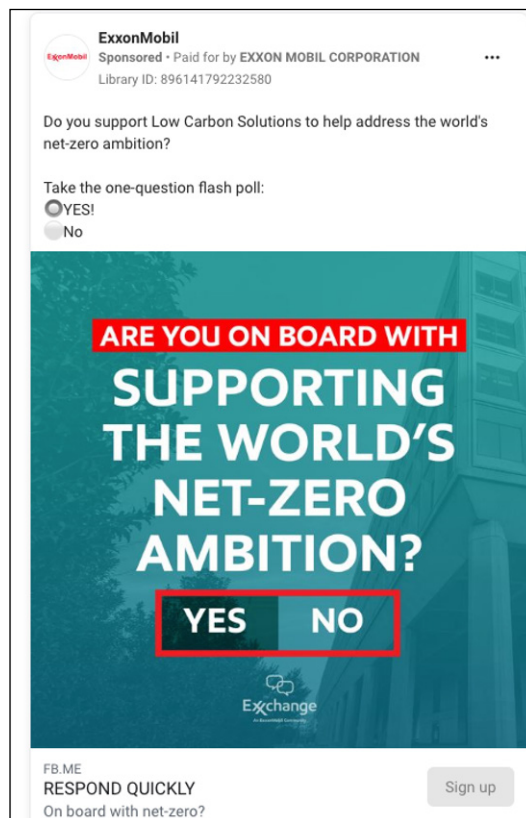 ExxonMobil
ExxonMobil
Sponsored • Paid for by EXXON MOBIL CORPORATION
Library ID: 896141792232580
Do you support Low Carbon Solutions to help address the world's
net-zero ambition?
Take the one-question flash poll:
YES!
No
ARE YOU ON BOARD WITH
SUPPORTING
THE WORLD'S
NET-ZERO
AMBITION?
YES NO
Exxchange
An ExxonMobil Community
FB.ME
RESPOND QUICKLY
Sign up
On board with net-zero?